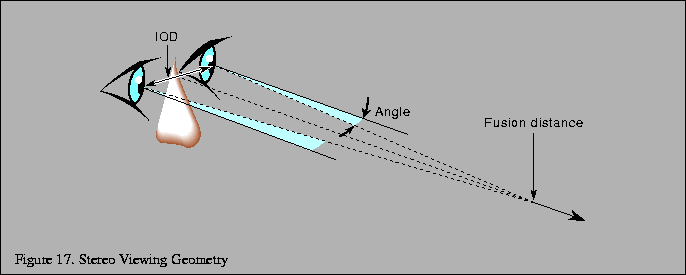 IOD
Angle
Fusion distance
Figure 17. Stereo Viewing Geometry